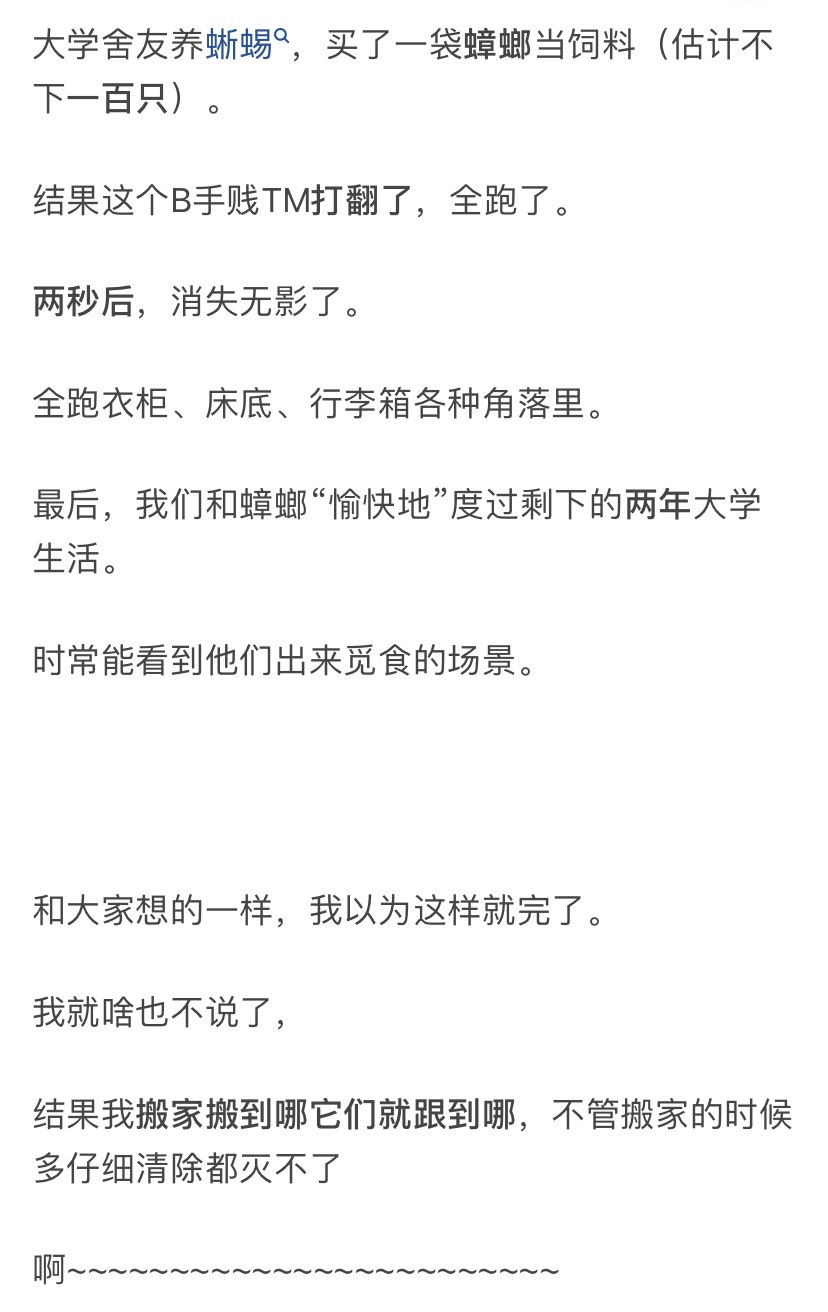 大学舍友养蜥蜴，买了一袋蟑螂当饲料（估计不
下一百只）。
结果这个B手贱TM打翻了，全跑了。
两秒后，消失无影了。
全跑衣柜、床底、行李箱各种角落里。
最后，我们和蟑螂“愉快地”度过剩下的两年大学
生活。
时常能看到他们出来觅食的场景。
和大家想的一样，我以为这样就完了。
我就啥也不说了，
结果我搬家搬到哪它们就跟到哪，不管搬家的时候
多仔细清除都灭不了
啊~~~~~~~~~~~~~~~~~~~~~~~~